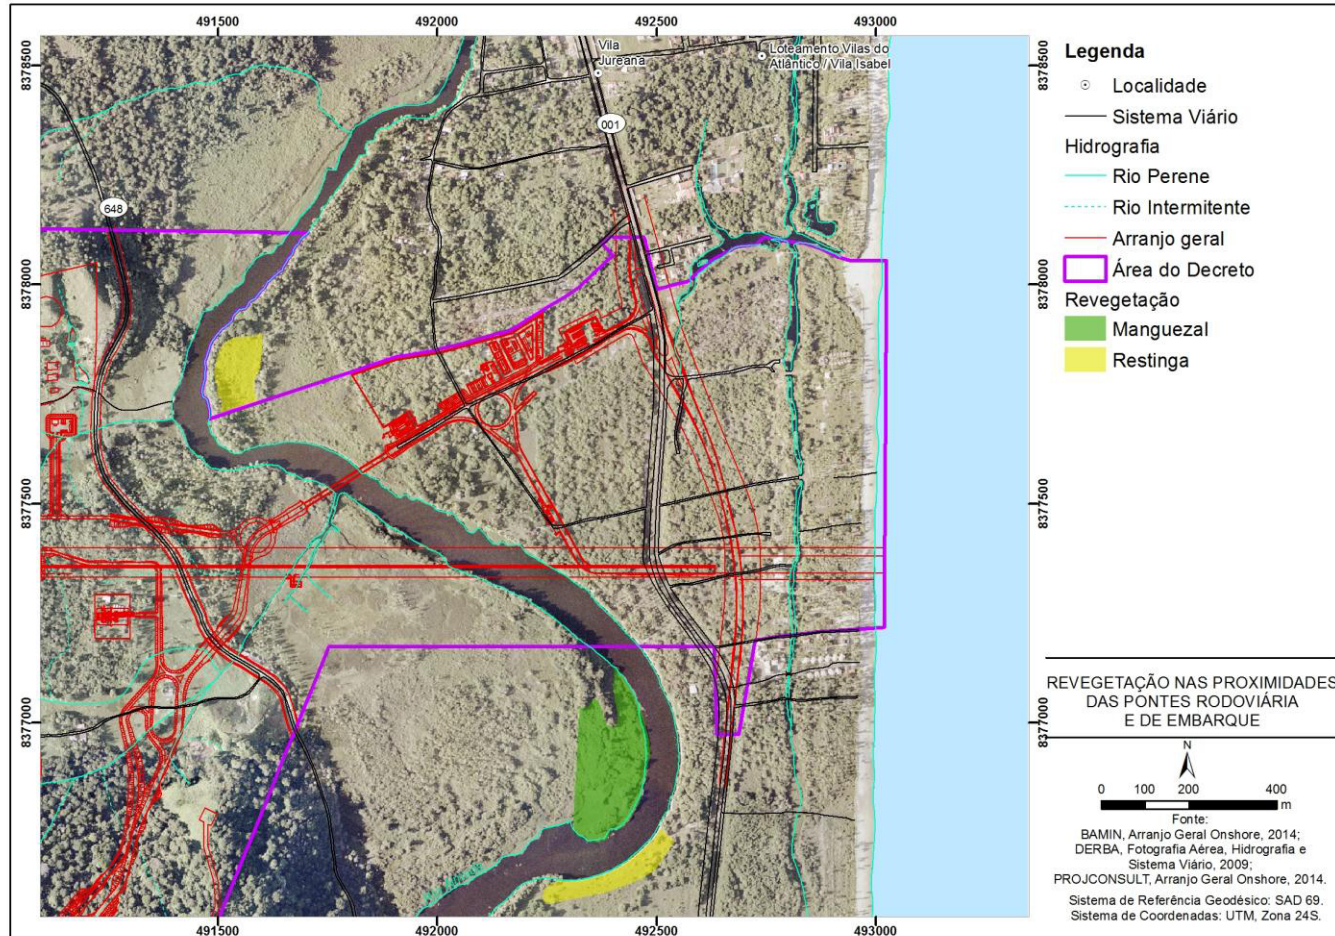 491500
492000
492500
493000
8378500
8378000
8377500
8377000
Vila
Jureana
Loteamento Vilas do
Atlântico / Vila Isabel
001
648
8378500
8378000
8377500
8377000
491500
492000
492500
493000
Legenda
Localidade
Sistema Viário
Hidrografia
Rio Perene
Rio Intermitente
Arranjo geral
Área do Decreto
Revegetação
Manguezal
Restinga
REVEGETAÇÃO NAS PROXIMIDADES
DAS PONTES RODOVIÁRIA
E DE EMBARQUE
N
0 100 200 400
m
Fonte:
BAMIN, Arranjo Geral Onshore, 2014;
DERBA, Fotografia Aérea, Hidrografia e
Sistema Viário, 2009;
PROJCONSULT, Arranjo Geral Onshore, 2014.
Sistema de Referência Geodésico: SAD 69.
Sistema de Coordenadas: UTM, Zona 24S.